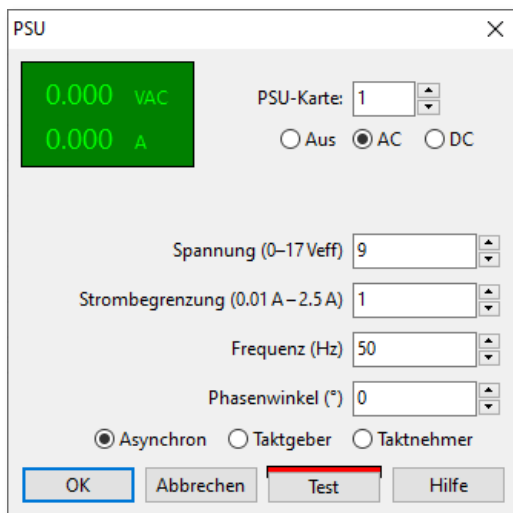 PSU
0.000 VAC
0.000 A
PSU-Karte: 1
Aus AC DC
Spannung (0–17 Veff) 9
Strombegrenzung (0.01 A – 2.5 A) 1
Frequenz (Hz) 50
Phasenwinkel (°) 0
Asynchron Taktgeber Taktnehmer
OK Abbrechen Test Hilfe